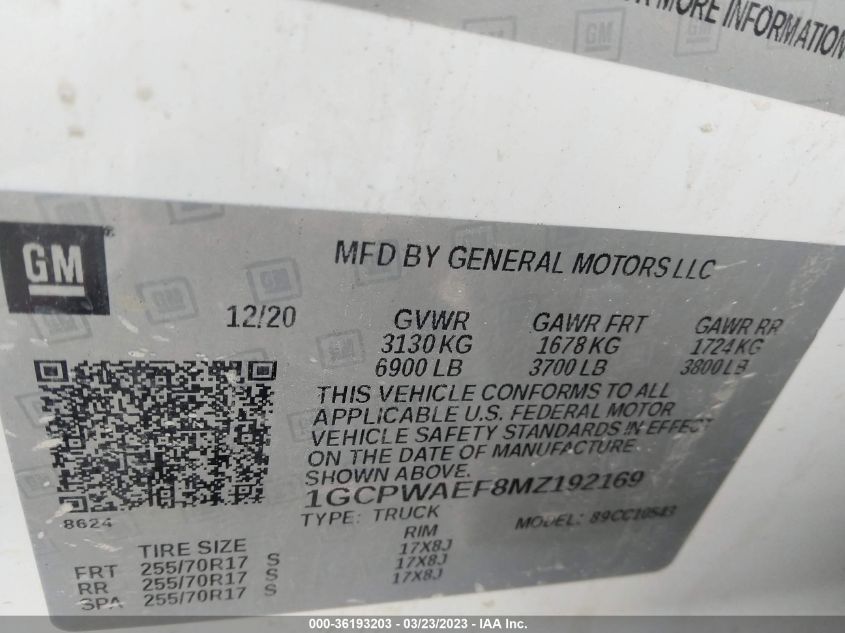 FOR MORE INFORMATION
GM
MFD BY GENERAL MOTORS LLC
12/20 GVWR GAWR FRT GAWR RR
3130 KG 1678 KG 1724 KG
6900 LB 3700 LB 3800 LB
THIS VEHICLE CONFORMS TO ALL
APPLICABLE U.S. FEDERAL MOTOR
VEHICLE SAFETY STANDARDS IN EFFECT
ON THE DATE OF MANUFACTURE
SHOWN ABOVE.
1GCPWAEF8MZ192169
8624
TYPE: TRUCK MODEL: 89CC10543
TIRE SIZE RIM
FRT 255/70R17 S 17X8J
RR 255/70R17 S 17X8J
SPA 255/70R17 S 17X8J
000-36193203 - 03/23/2023 - IAA Inc.